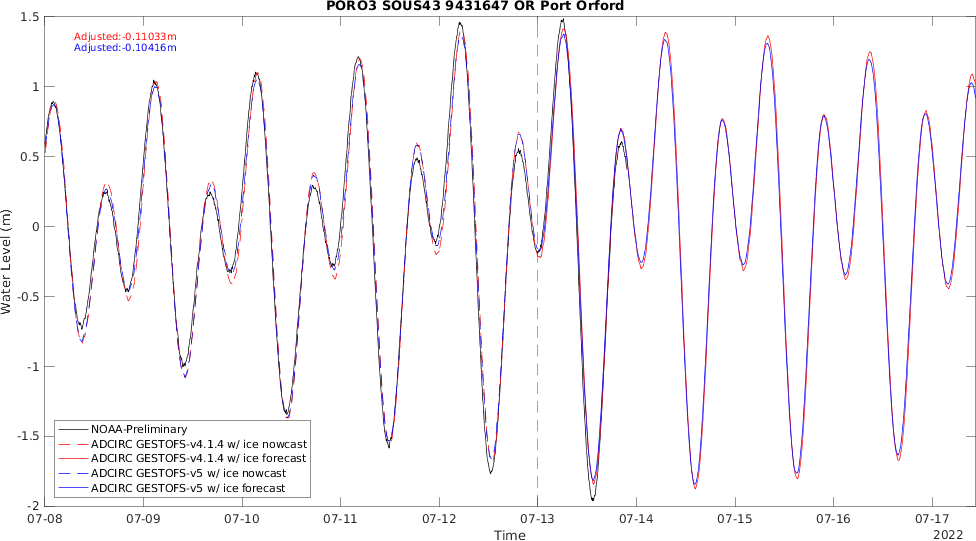 PORO3 SOUS43 9431647 OR Port Orford
Adjusted:-0.11033m
Adjusted:-0.10416m
1.5
1
0.5
0
-0.5
-1
-1.5
-2
Water Level (m)
NOAA-Preliminary
ADCIRC GESTOFS-v4.1.4 w/ ice nowcast
ADCIRC GESTOFS-v4.1.4 w/ ice forecast
ADCIRC GESTOFS-v5 w/ ice nowcast
ADCIRC GESTOFS-v5 w/ ice forecast
07-08 07-09 07-10 07-11 07-12 07-13 07-14 07-15 07-16 07-17
Time
2022